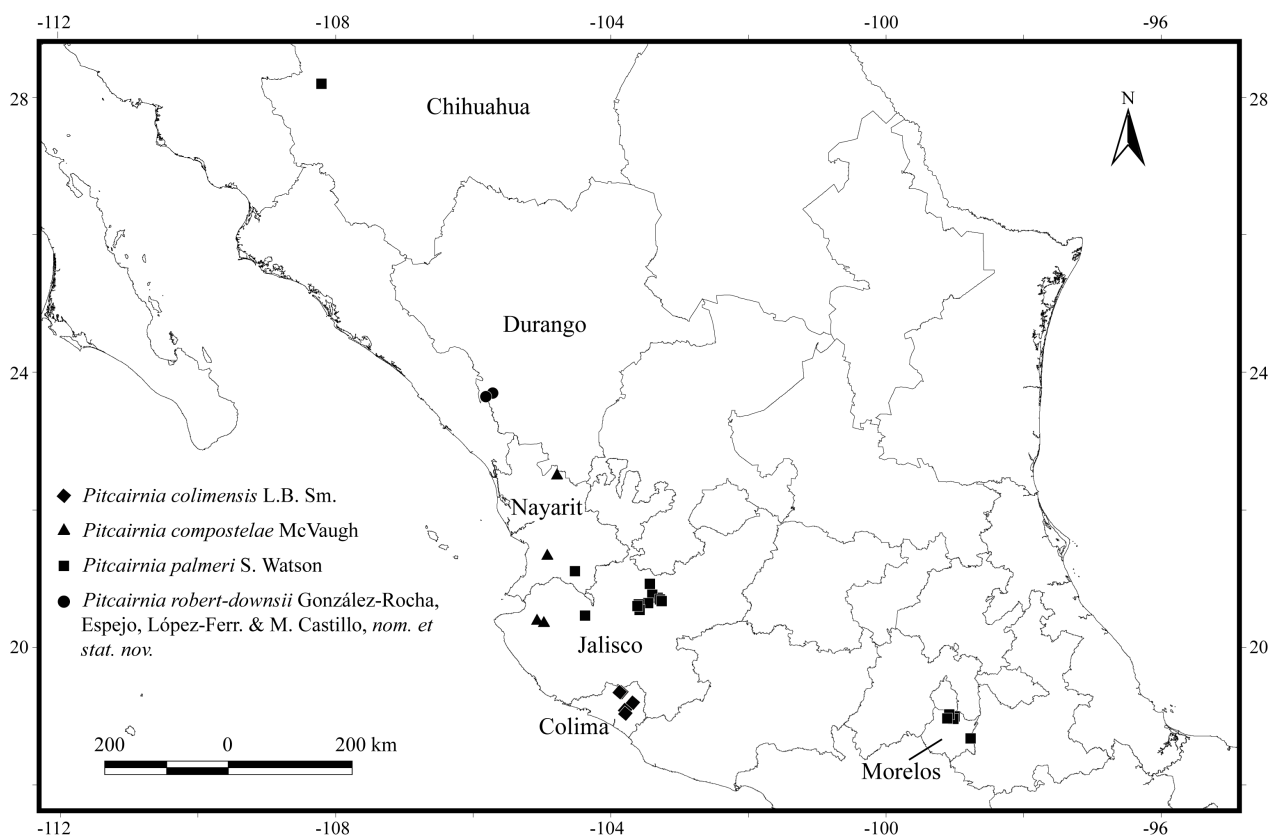 -112 -108 -104 -100 -96
28 28
N
Chihuahua
Durango
24 24
Nayarit
Pitcairnia colimensis L.B. Sm.
Pitcairnia compostelae McVaugh
Pitcairnia palmeri S. Watson
Pitcairnia robert-downsii González-Rocha,
Espejo, López-Ferr. & M. Castillo, nom. et
stat. nov.
20 20
Jalisco
Colima
Morelos
200 0 200 km
-112 -108 -104 -100 -96